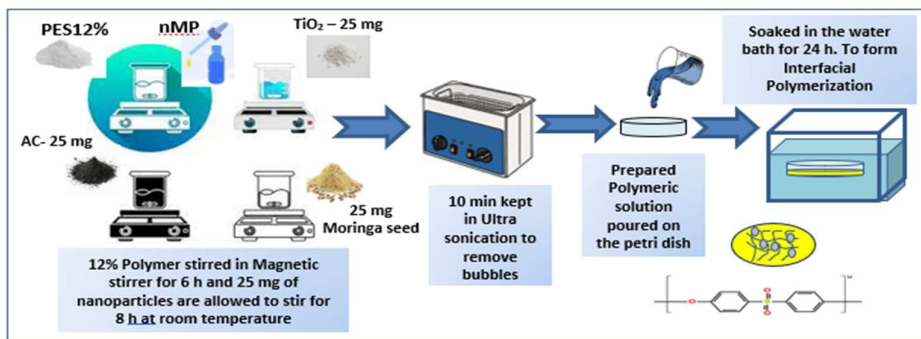 PES12%
nMP
TiO₂ – 25 mg
AC- 25 mg
25 mg
Moringa seed
12% Polymer stirred in Magnetic
stirrer for 6 h and 25 mg of
nanoparticles are allowed to stir for
8 h at room temperature
10 min kept
in Ultra
sonication to
remove
bubbles
Prepared
Polymeric
solution
poured on
the petri dish
Soaked in the water
bath for 24 h. To form
Interfacial
Polymerization
O
S
O
O